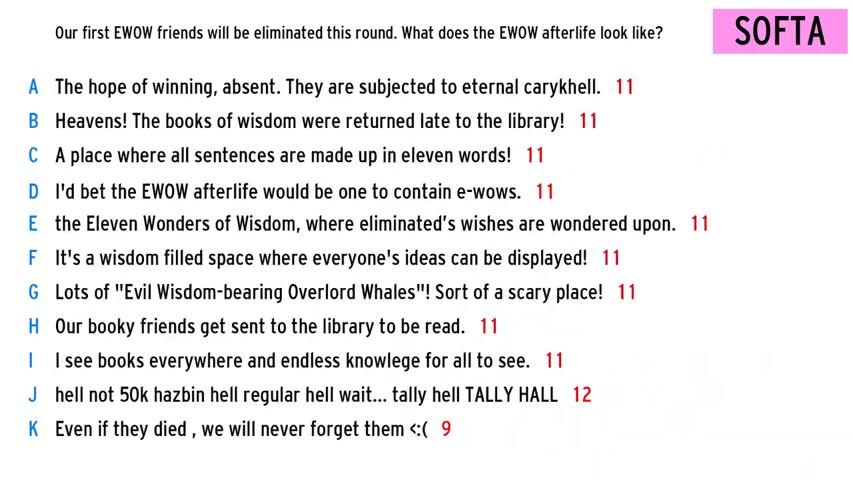 Our first EWOW friends will be eliminated this round. What does the EWOW afterlife look like?
SOFTA
A The hope of winning, absent. They are subjected to eternal carykhell. 11
B Heavens! The books of wisdom were returned late to the library! 11
C A place where all sentences are made up in eleven words! 11
D I'd bet the EWOW afterlife would be one to contain e-wows. 11
E the Eleven Wonders of Wisdom, where eliminated's wishes are wondered upon. 11
F It's a wisdom filled space where everyone's ideas can be displayed! 11
G Lots of "Evil Wisdom-bearing Overlord Whales"! Sort of a scary place! 11
H Our booky friends get sent to the library to be read. 11
I I see books everywhere and endless knowlege for all to see. 11
J hell not 50k hazbin hell regular hell wait... tally hell TALLY HALL 12
K Even if they died , we will never forget them <:( 9